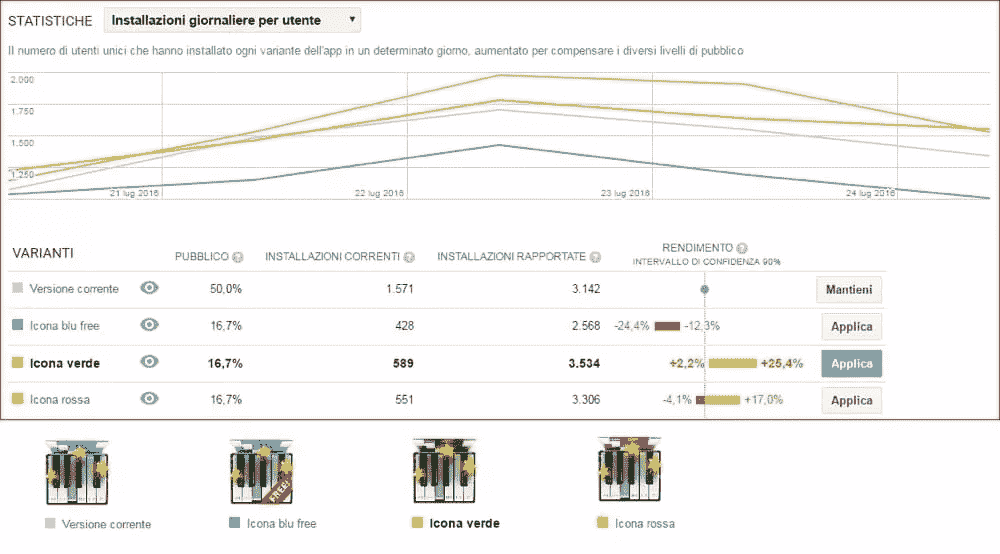 STATISTICHE Installazioni giornaliere per utente
Il numero di utenti unici che hanno installato ogni variante dell'app in un determinato giorno, aumentato per compensare i diversi livelli di pubblico
2.000
1.750
1.500
1.250
21 lug 2016 22 lug 2016 23 lug 2016 24 lug 2016
VARIANTI PUBBLICO INSTALLAZIONI CORRENTI INSTALLAZIONI RAPPORTATE RENDIMENTO
INTERVALLO DI CONFIDENZA 90%
Versione corrente 50,0% 1.571 3.142 Mantieni
Icona blu free 16,7% 428 2.568 -24,4% -12,3% Applica
Icona verde 16,7% 589 3.534 +2,2% +25,4% Applica
Icona rossa 16,7% 551 3.306 -4,1% +17,0% Applica
FREE!
Versione corrente Icona blu free Icona verde Icona rossa